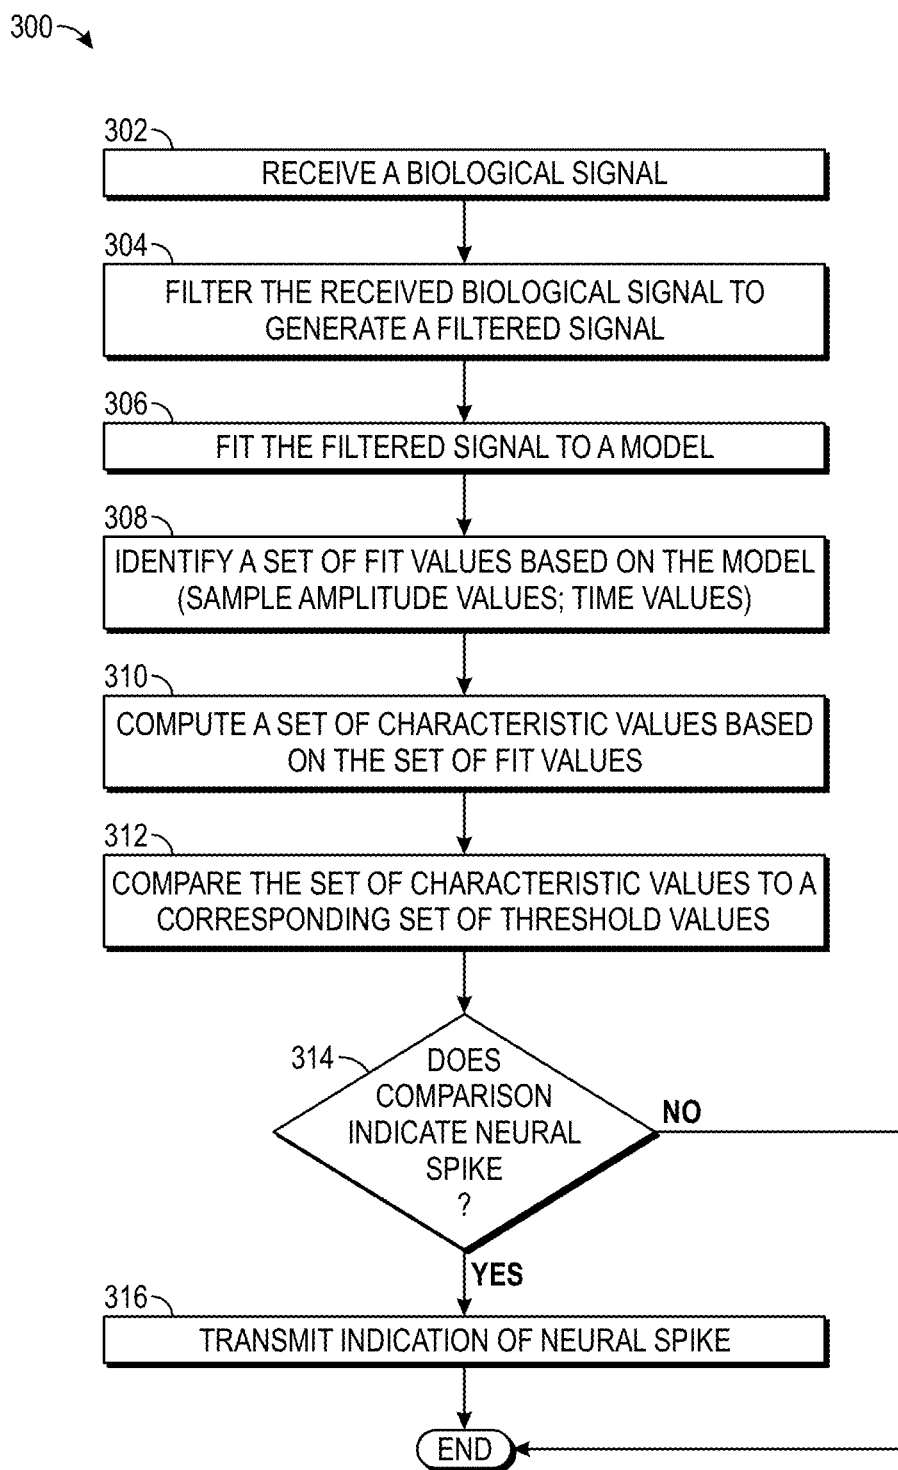 300
302
RECEIVE A BIOLOGICAL SIGNAL
304
FILTER THE RECEIVED BIOLOGICAL SIGNAL TO
GENERATE A FILTERED SIGNAL
306
FIT THE FILTERED SIGNAL TO A MODEL
308
IDENTIFY A SET OF FIT VALUES BASED ON THE MODEL
(SAMPLE AMPLITUDE VALUES; TIME VALUES)
310
COMPUTE A SET OF CHARACTERISTIC VALUES BASED
ON THE SET OF FIT VALUES
312
COMPARE THE SET OF CHARACTERISTIC VALUES TO A
CORRESPONDING SET OF THRESHOLD VALUES
314
DOES
COMPARISON
INDICATE NEURAL
SPIKE
?
NO
YES
316
TRANSMIT INDICATION OF NEURAL SPIKE
END